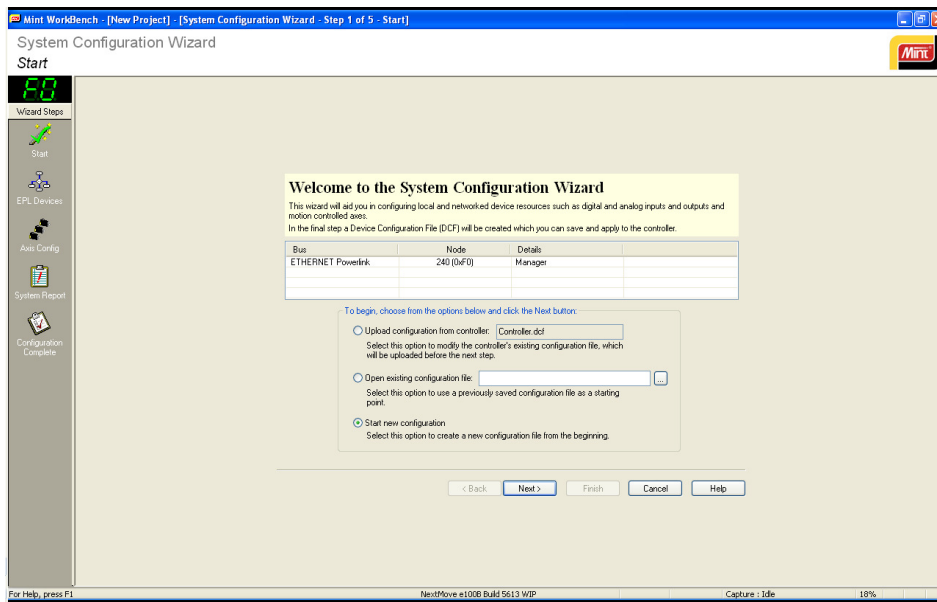 Mint WorkBench - [New Project] - [System Configuration Wizard - Step 1 of 5 - Start]
System Configuration Wizard
Start
Mint
F0
Wizard Steps
Start
EPL Devices
Axis Config
System Report
Configuration
Complete
Welcome to the System Configuration Wizard
This wizard will aid you in configuring local and networked device resources such as digital and analog inputs and outputs and
motion controlled axes.
In the final step a Device Configuration File (DCF) will be created which you can save and apply to the controller.
Bus Node Details
ETHERNET Powerlink 240 (0xF0) Manager
To begin, choose from the options below and click the Next button:
Upload configuration from controller: Controller.dcf
Select this option to modify the controller's existing configuration file, which
will be uploaded before the next step.
Open existing configuration file: ...
Select this option to use a previously saved configuration file as a starting
point.
Start new configuration
Select this option to create a new configuration file from the beginning.
< Back Next > Finish Cancel Help
For Help, press F1 NextMove e100B Build 5613 WIP Capture : Idle 18%